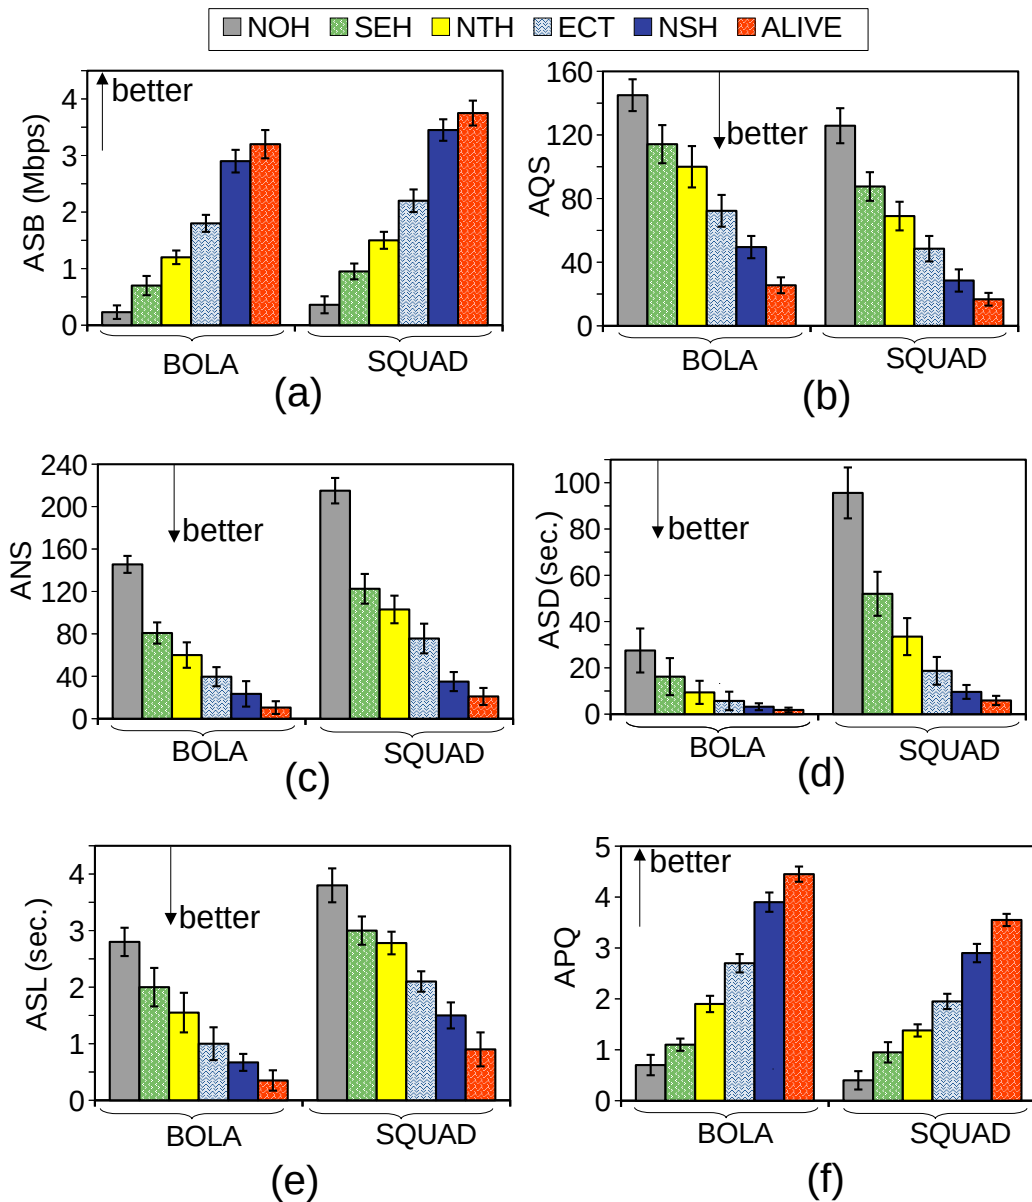 NOH SEH NTH ECT NSH ALIVE
ASB (Mbps)
4
3
2
1
0
better
BOLA SQUAD
(a)
AQS
160
120
80
40
0
better
BOLA SQUAD
(b)
ANS
240
200
160
120
80
40
0
better
BOLA SQUAD
(c)
ASD(sec.)
100
80
60
40
20
0
better
BOLA SQUAD
(d)
ASL (sec.)
4
3
2
1
0
better
BOLA SQUAD
(e)
APQ
5
4
3
2
1
0
better
BOLA SQUAD
(f)